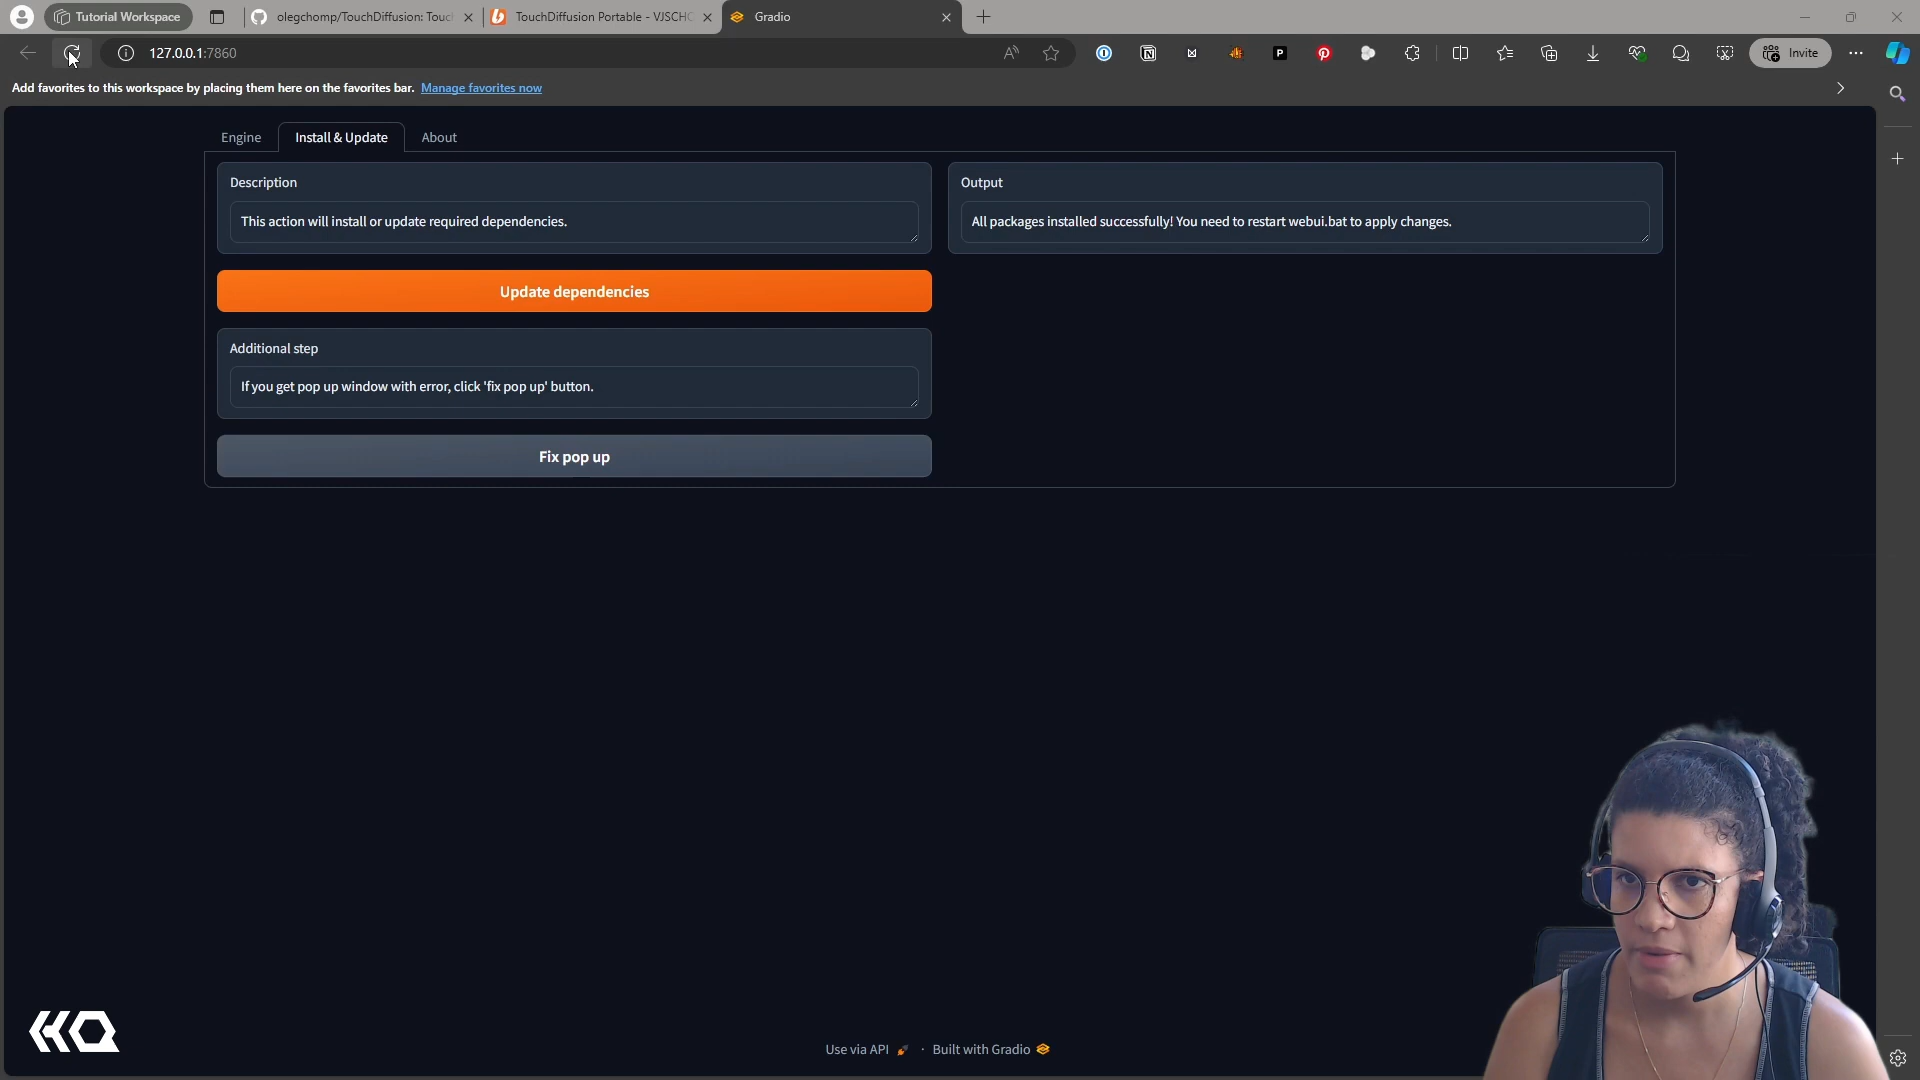 Tutorial Workspace
olegchomp/TouchDiffusion: Touc
TouchDiffusion Portable - VJSCHO
Gradio
127.0.0.1:7860
Invite
Add favorites to this workspace by placing them here on the favorites bar. Manage favorites now
Engine
Install & Update
About
Description
This action will install or update required dependencies.
Output
All packages installed successfully! You need to restart webui.bat to apply changes.
Update dependencies
Additional step
If you get pop up window with error, click 'fix pop up' button.
Fix pop up
HQ
Use via API · Built with Gradio